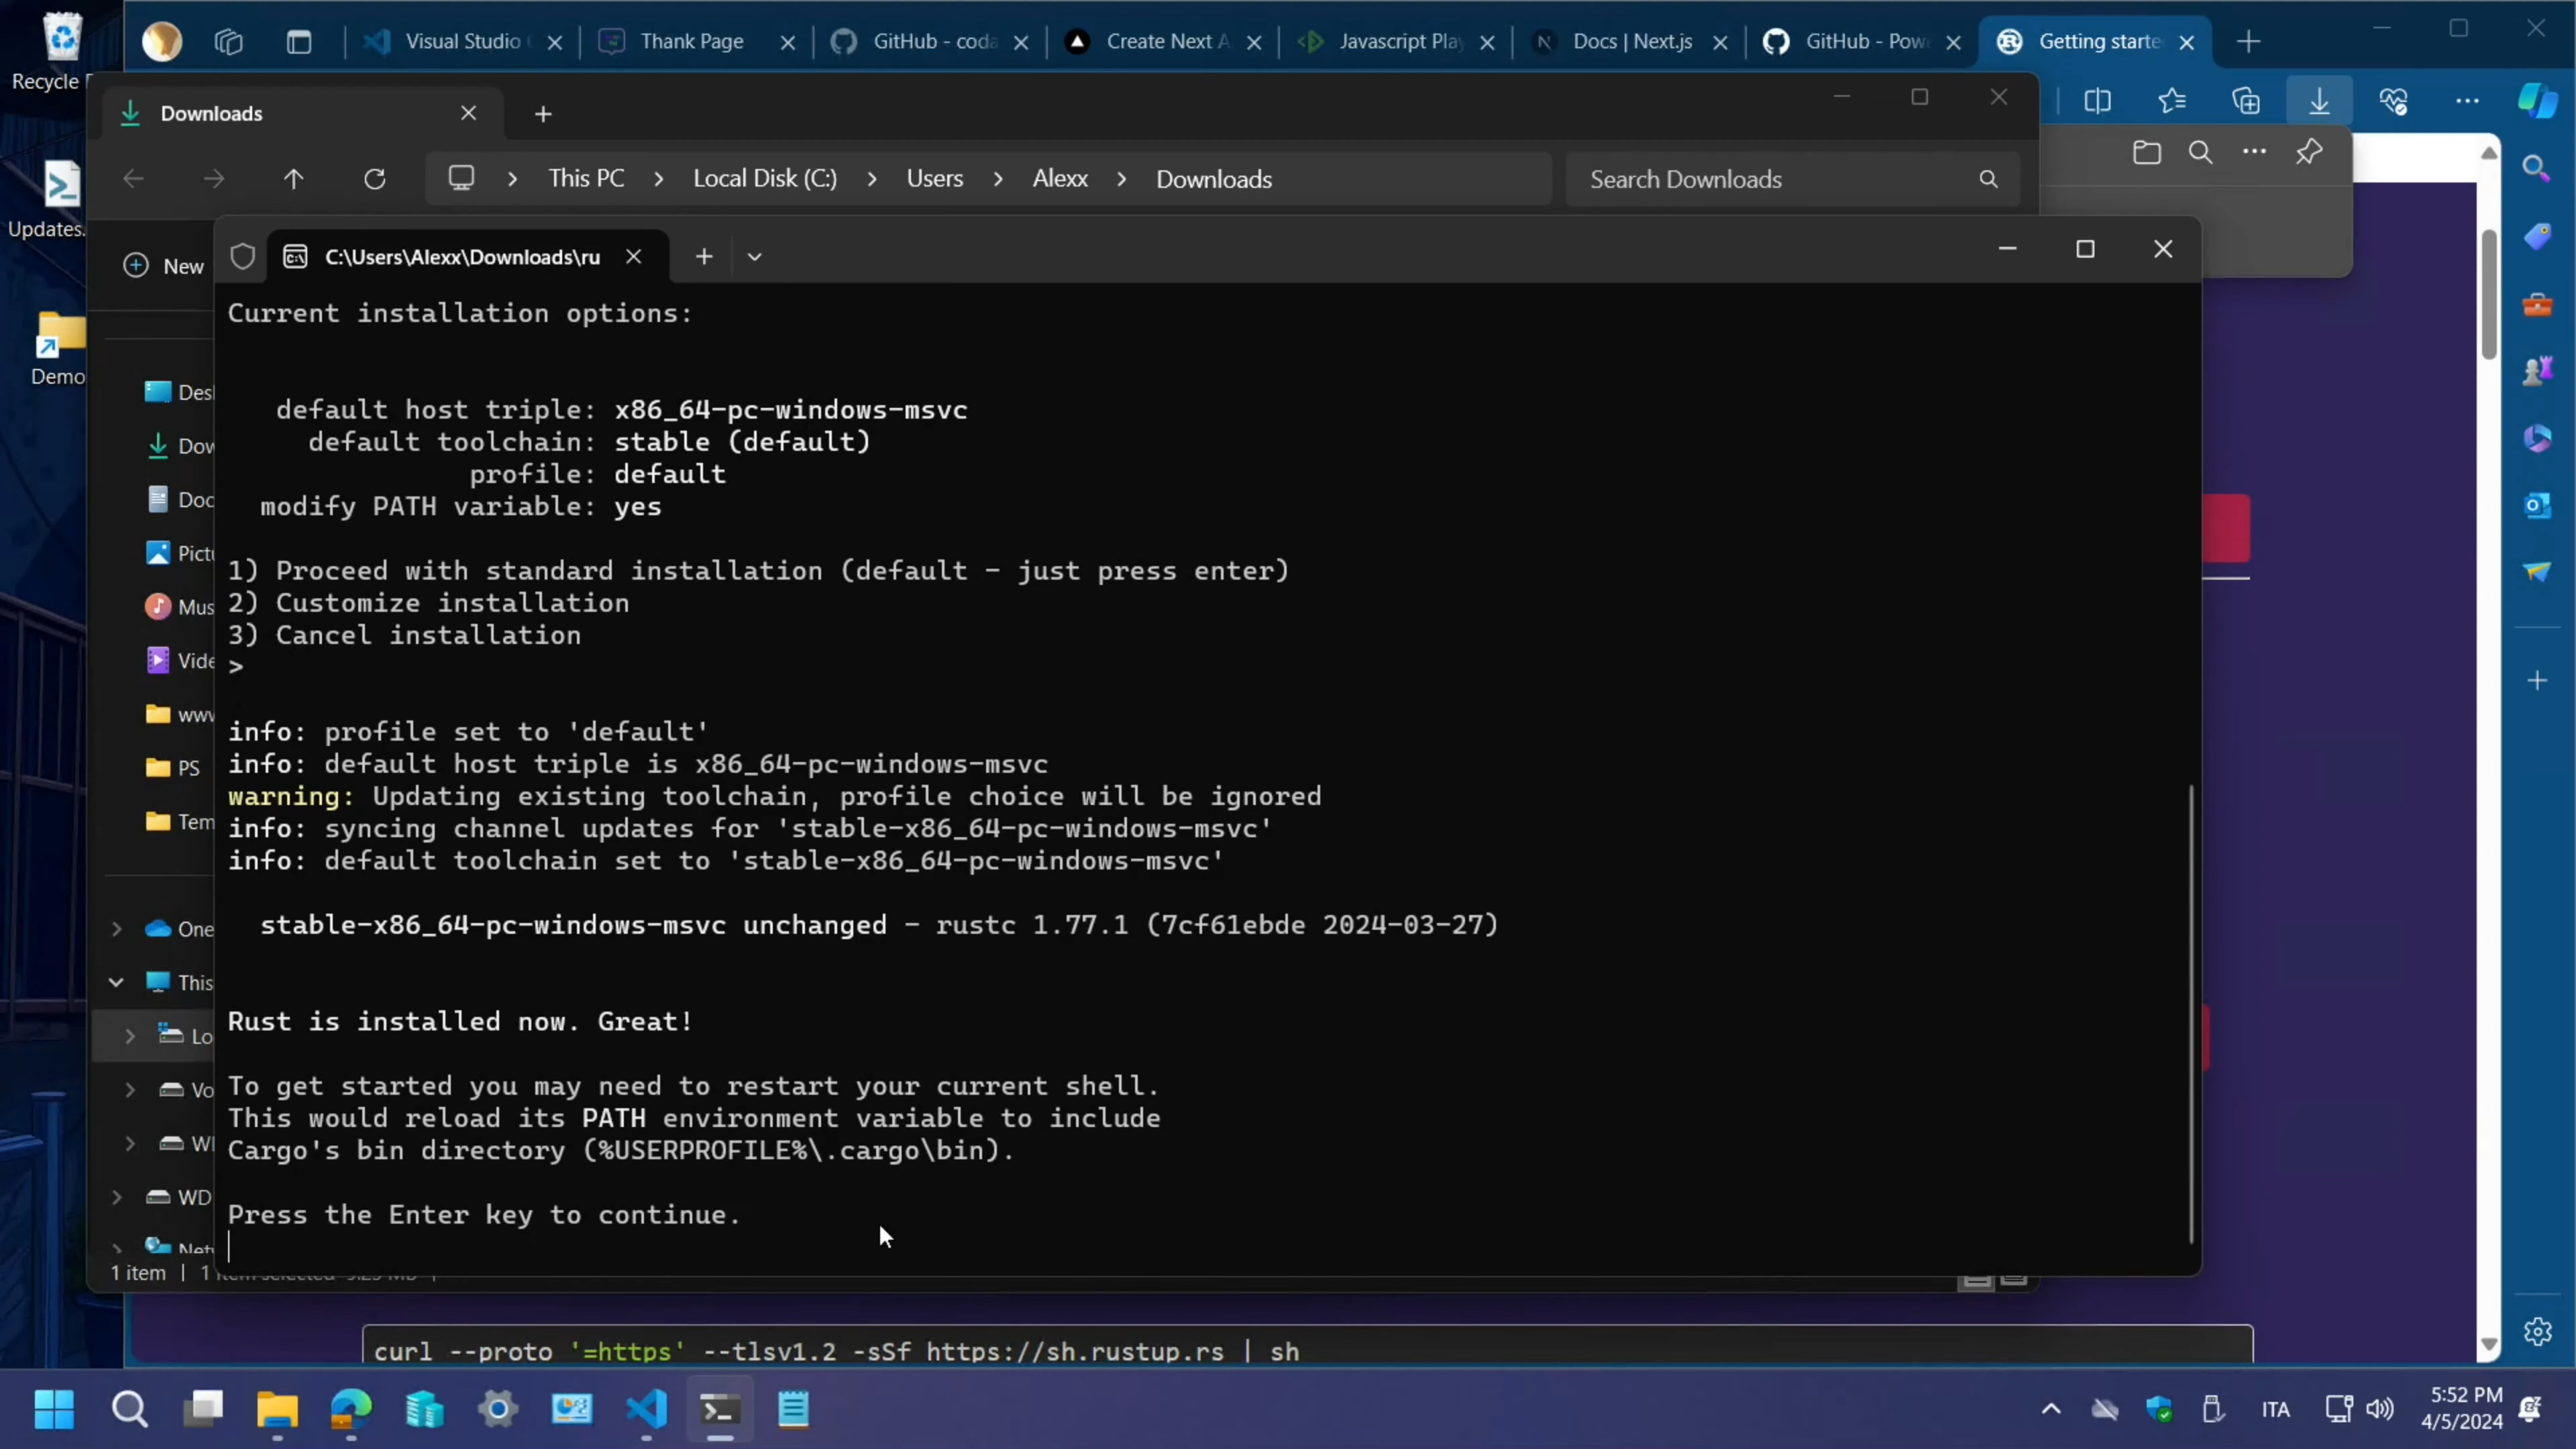 Recycle
Updates.
Demo
Visual Studio
Thank Page
GitHub - coda
Create Next A
Javascript Play
Docs | Next.js
GitHub - Pow
Getting starte
Downloads
This PC > Local Disk (C:) > Users > Alexx > Downloads
Search Downloads
New
C:\Users\Alexx\Downloads\ru
Des
Dow
Doc
Pictu
Mus
Vide
www
PS
Tem
One
This
Lo
Vo
WD
Netw
1 item
Current installation options:
default host triple: x86_64-pc-windows-msvc
default toolchain: stable (default)
profile: default
modify PATH variable: yes
1) Proceed with standard installation (default - just press enter)
2) Customize installation
3) Cancel installation
>
info: profile set to 'default'
info: default host triple is x86_64-pc-windows-msvc
warning: Updating existing toolchain, profile choice will be ignored
info: syncing channel updates for 'stable-x86_64-pc-windows-msvc'
info: default toolchain set to 'stable-x86_64-pc-windows-msvc'
stable-x86_64-pc-windows-msvc unchanged - rustc 1.77.1 (7cf61ebde 2024-03-27)
Rust is installed now. Great!
To get started you may need to restart your current shell.
This would reload its PATH environment variable to include
Cargo's bin directory (%USERPROFILE%\.cargo\bin).
Press the Enter key to continue.
curl --proto '=https' --tlsv1.2 -sSf https://sh.rustup.rs | sh
ITA
5:52 PM
4/5/2024